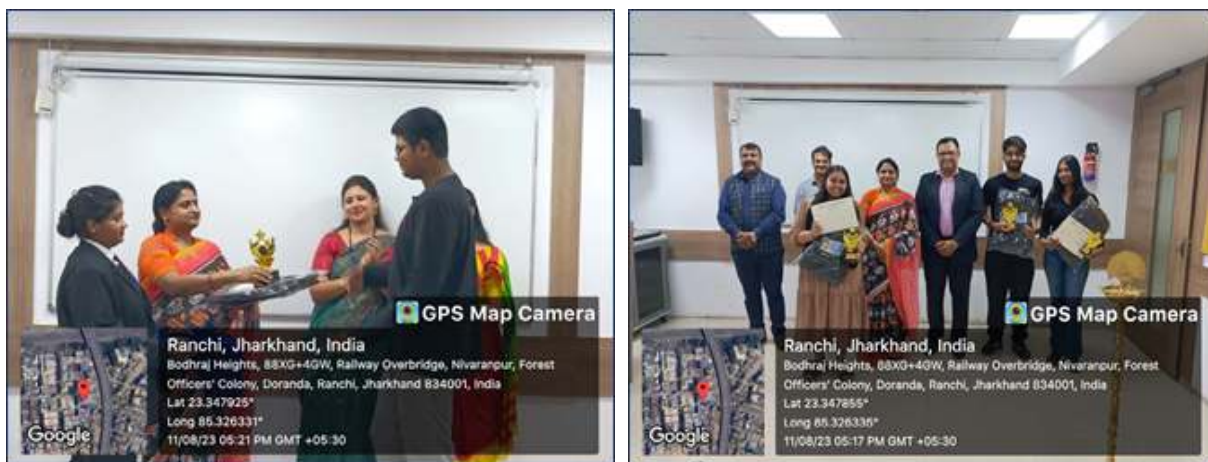 GPS Map Camera
Ranchi, Jharkhand, India
Bodhraj Heights, 88XG+4GW, Railway Overbridge, Nivaranpur, Forest
Officers' Colony, Doranda, Ranchi, Jharkhand 834001, India
Lat 23.347925°
Long 85.326331°
11/08/23 05:21 PM GMT +05:30
Google
GPS Map Camera
Ranchi, Jharkhand, India
Bodhraj Heights, 88XG+4GW, Railway Overbridge, Nivaranpur, Forest
Officers' Colony, Doranda, Ranchi, Jharkhand 834001, India
Lat 23.347855°
Long 85.326335°
11/08/23 05:17 PM GMT +05:30
Google